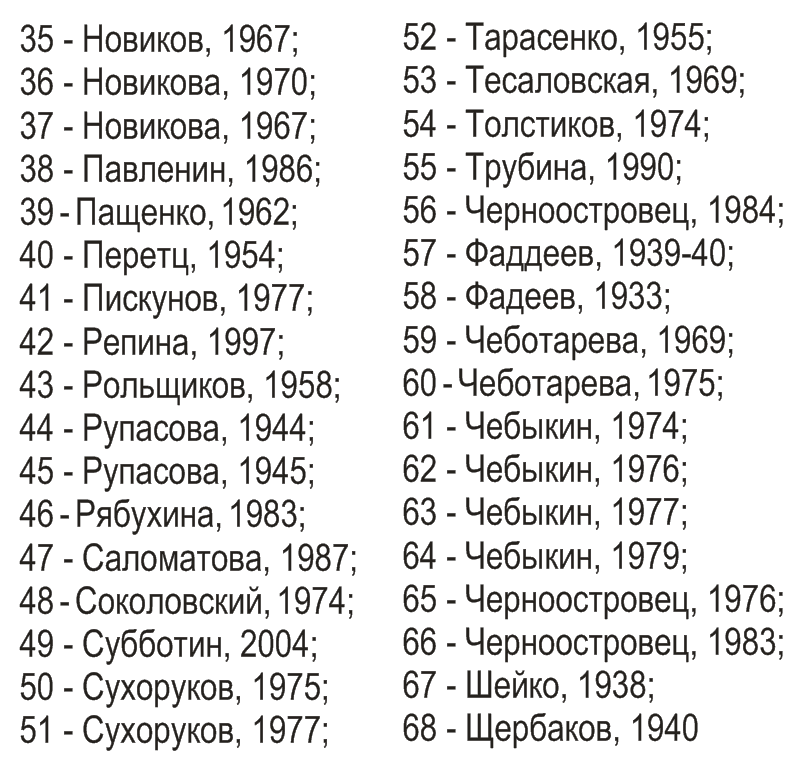 35 - Новиков, 1967;
36 - Новикова, 1970;
37 - Новикова, 1967;
38 - Павленин, 1986;
39 - Пащенко, 1962;
40 - Перетц, 1954;
41 - Пискунов, 1977;
42 - Репина, 1997;
43 - Рольщиков, 1958;
44 - Рупасова, 1944;
45 - Рупасова, 1945;
46 - Рябухина, 1983;
47 - Саломатова, 1987;
48 - Соколовский, 1974;
49 - Субботин, 2004;
50 - Сухоруков, 1975;
51 - Сухоруков, 1977;
52 - Тарасенко, 1955;
53 - Тесаловская, 1969;
54 - Толстиков, 1974;
55 - Трубина, 1990;
56 - Черноостровец, 1984;
57 - Фаддеев, 1939-40;
58 - Фадеев, 1933;
59 - Чеботарева, 1969;
60 - Чеботарева, 1975;
61 - Чебыкин, 1974;
62 - Чебыкин, 1976;
63 - Чебыкин, 1977;
64 - Чебыкин, 1979;
65 - Черноостровец, 1976;
66 - Черноостровец, 1983;
67 - Шейко, 1938;
68 - Щербаков, 1940